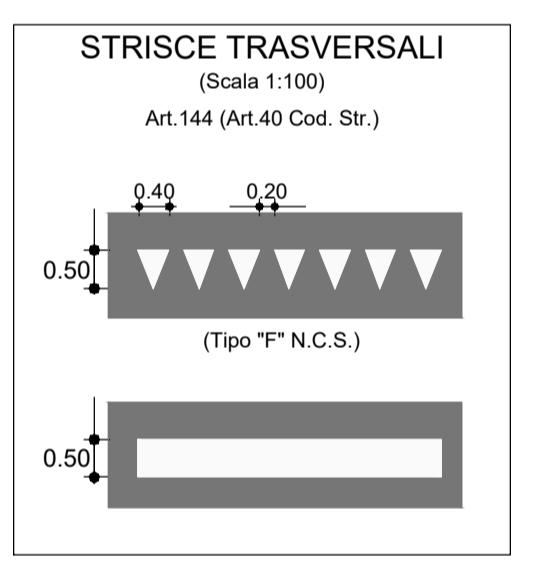 STRISCE TRASVERSALI
(Scala 1:100)
Art.144 (Art.40 Cod. Str.)
0.40 0.20
0.50
(Tipo "F" N.C.S.)
0.50